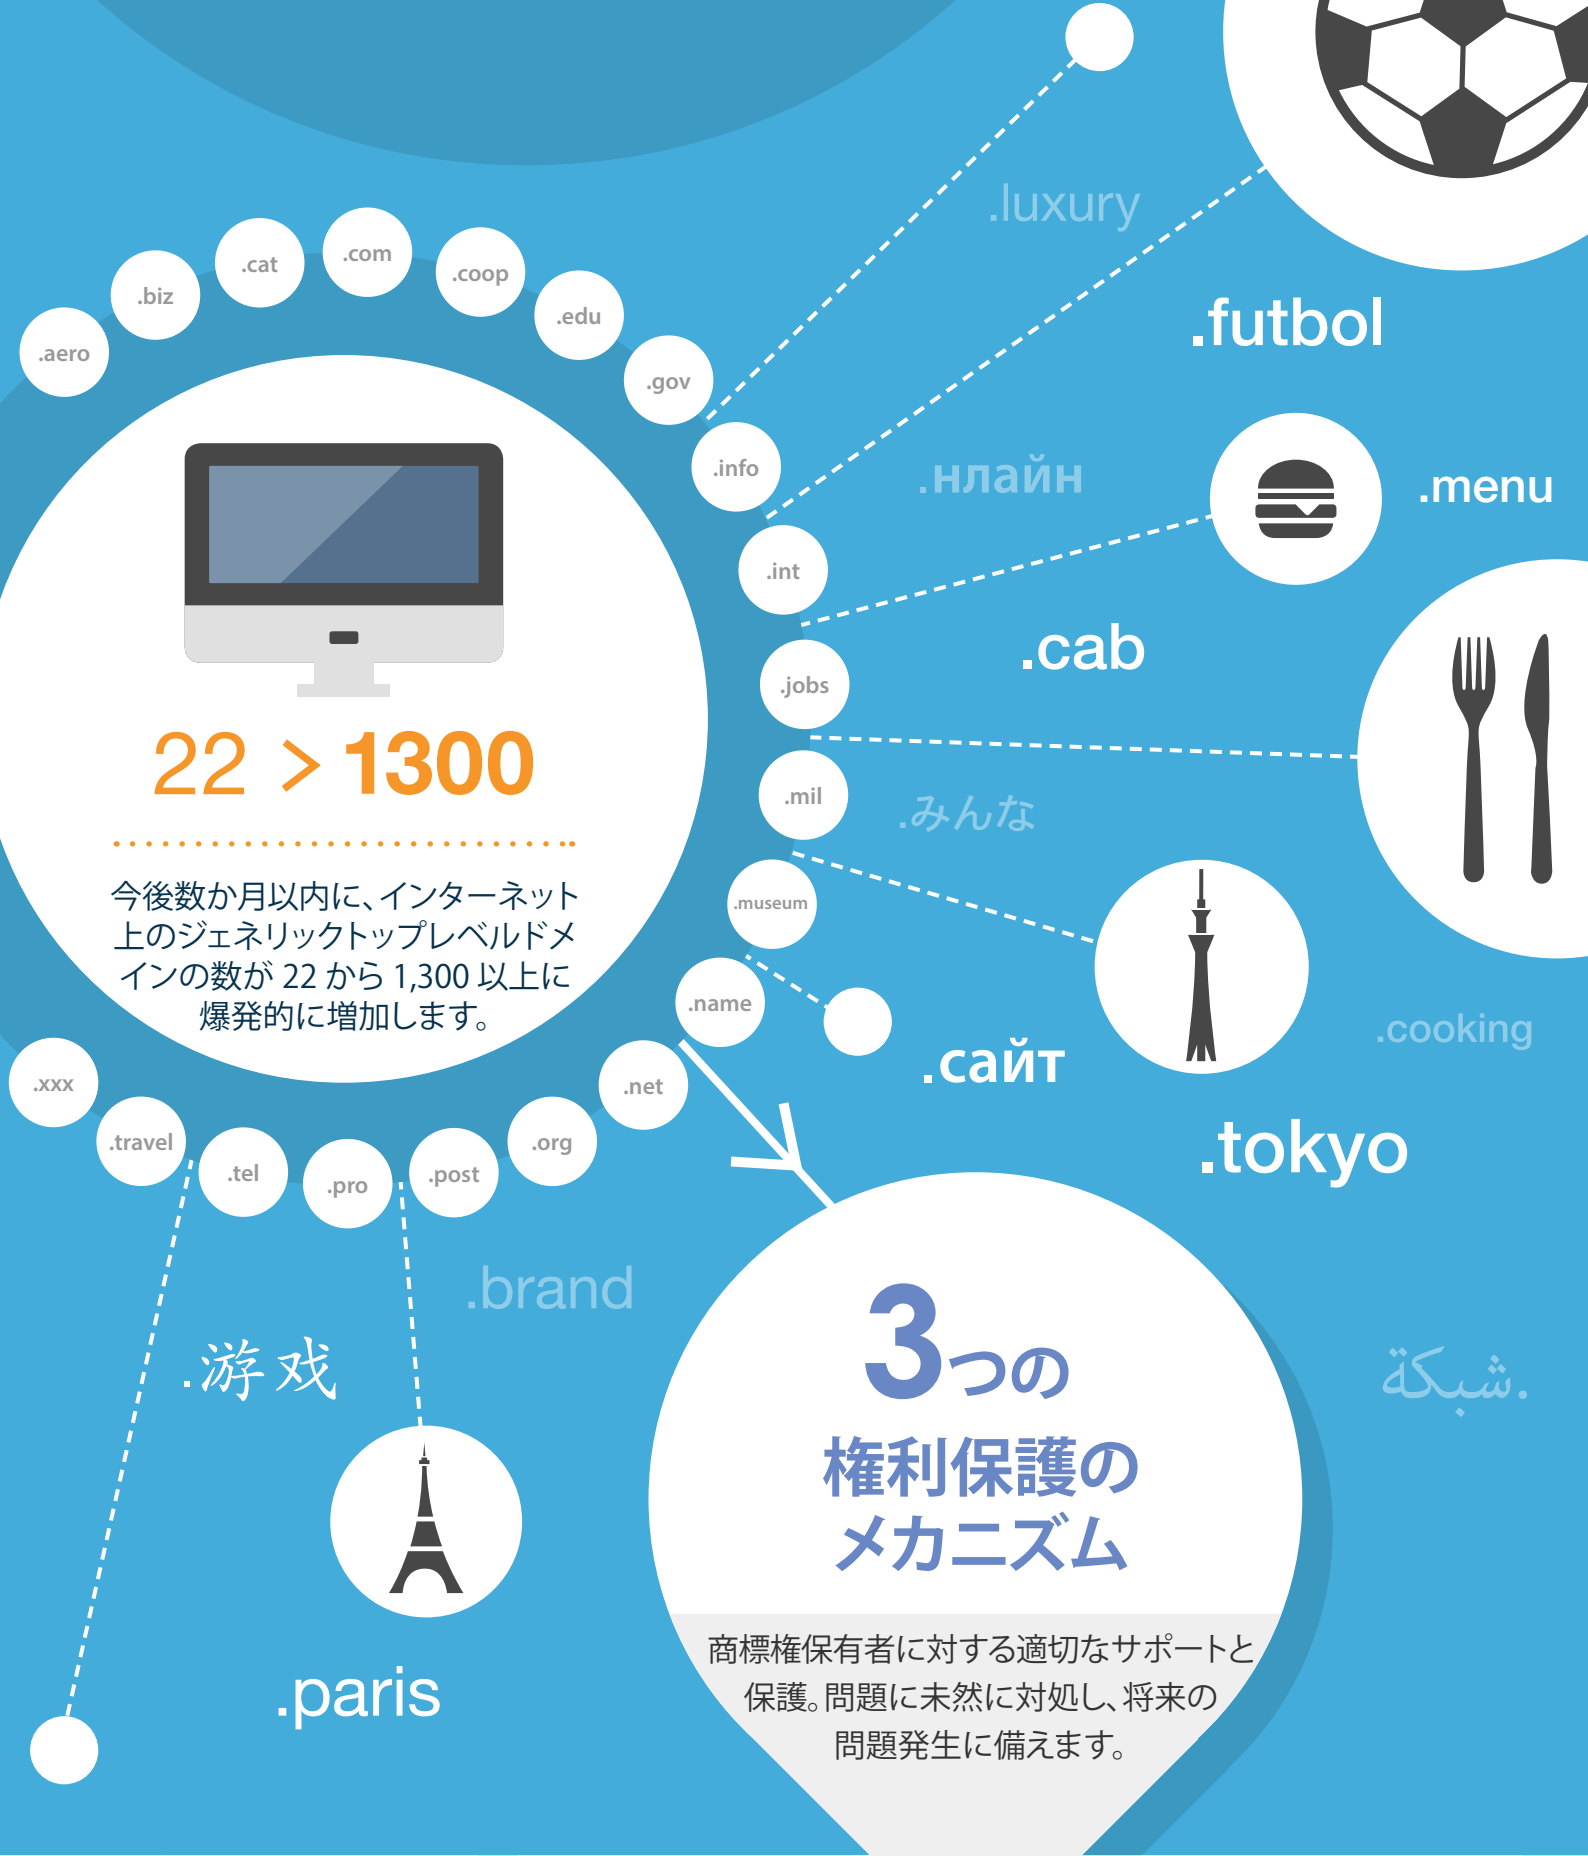 .luxury
.com
.cat
.coop
.biz
.edu
.futbol
.aero
.gov
.info
.нлайн
.menu
.int
.cab
.jobs
22 > 1300
.mil
.みんな
今後数か月以内に、インターネット
上のジェネリックトップレベルドメ
インの数が 22 から 1,300 以上に
爆発的に増加します。
.museum
.name
.cooking
.сайт
.xxx
.net
.travel
.org
.tokyo
.tel
.post
.pro
.brand
.游戏
.شبكة
3つの
権利保護の
メカニズム
商標権保有者に対する適切なサポートと
保護。問題に未然に対処し、将来の
問題発生に備えます。
.paris